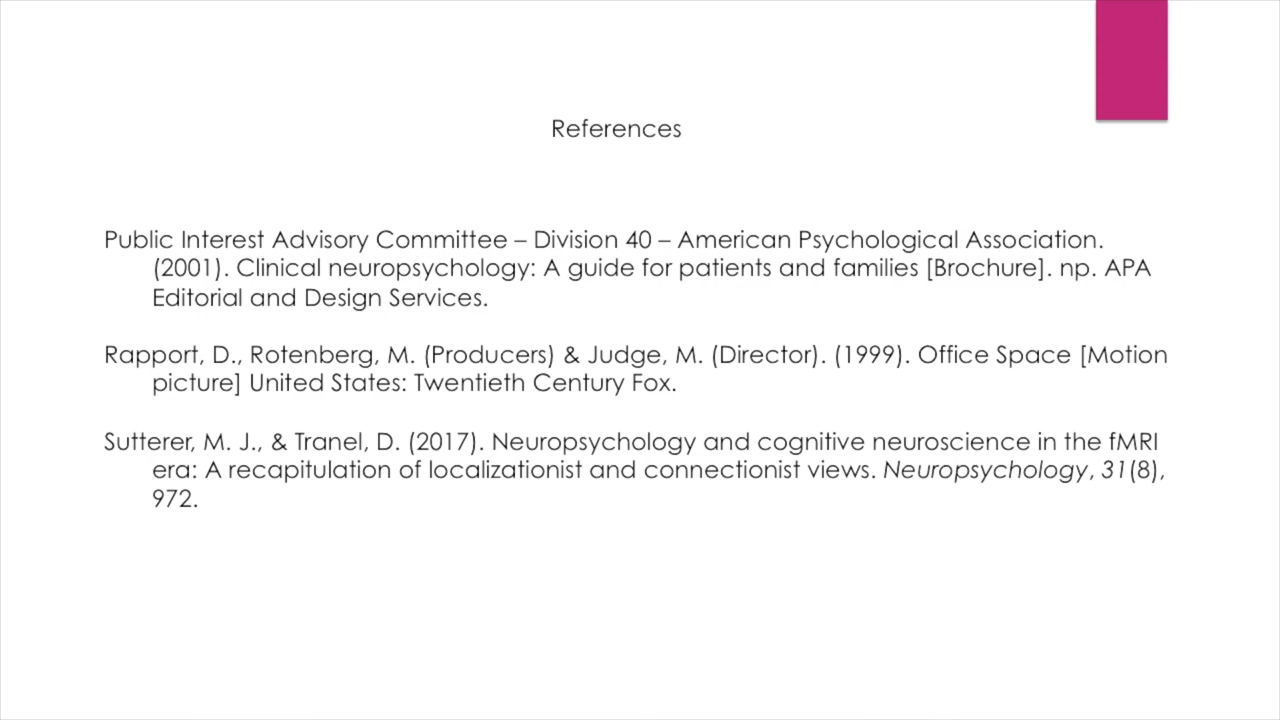 References
Public Interest Advisory Committee – Division 40 – American Psychological Association.
(2001). Clinical neuropsychology: A guide for patients and families [Brochure]. np. APA
Editorial and Design Services.
Rapport, D., Rotenberg, M. (Producers) & Judge, M. (Director). (1999). Office Space [Motion
picture] United States: Twentieth Century Fox.
Sutterer, M. J., & Tranel, D. (2017). Neuropsychology and cognitive neuroscience in the fMRI
era: A recapitulation of localizationist and connectionist views. Neuropsychology, 31(8),
972.